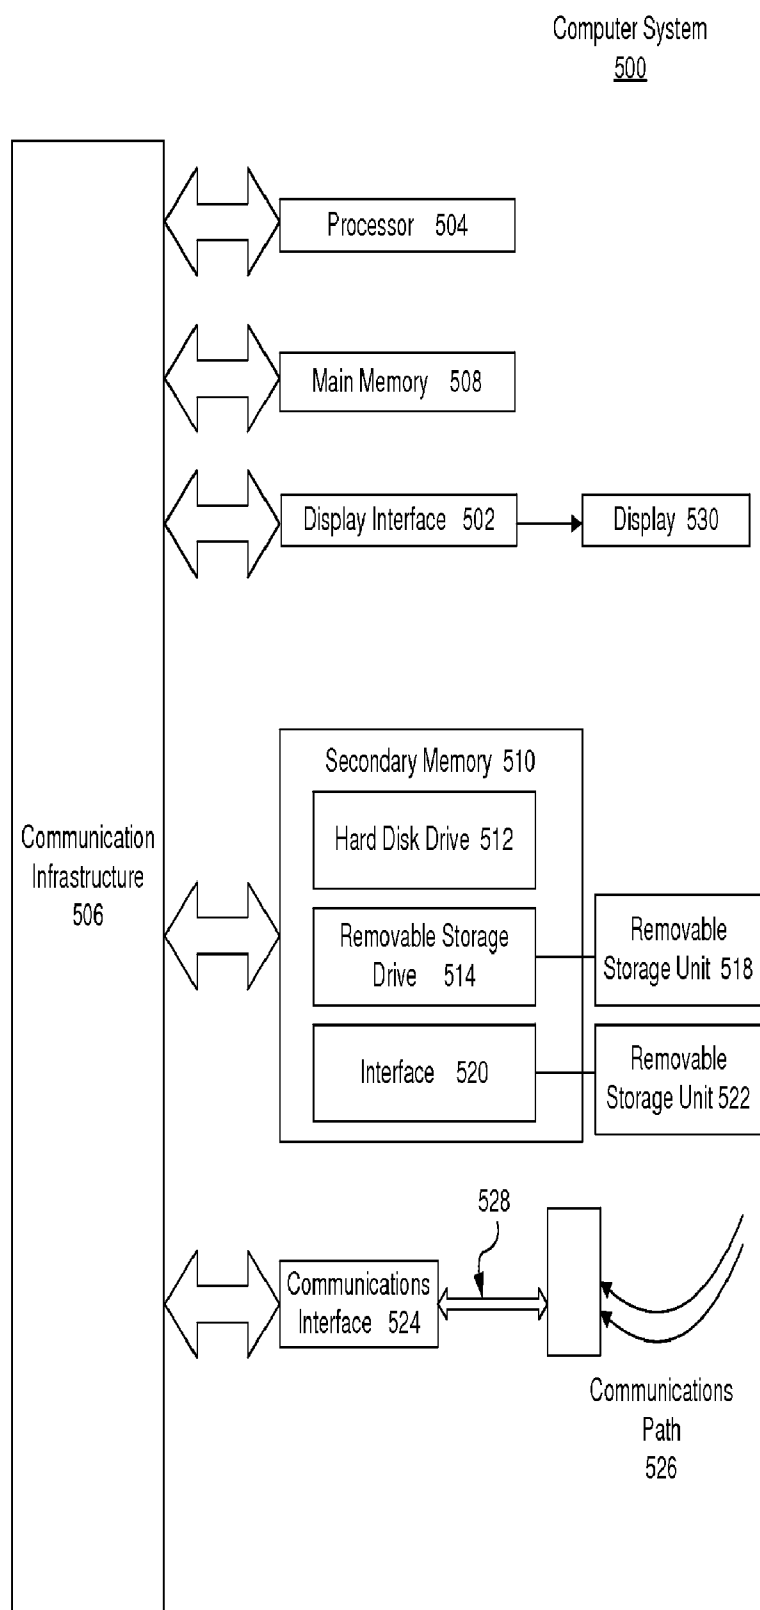 Computer System
500
Processor 504
Main Memory 508
Display Interface 502
Display 530
Secondary Memory 510
Hard Disk Drive 512
Communication
Infrastructure
506
Removable Storage
Drive 514
Removable
Storage Unit 518
Interface 520
Removable
Storage Unit 522
528
Communications
Interface 524
Communications
Path
526